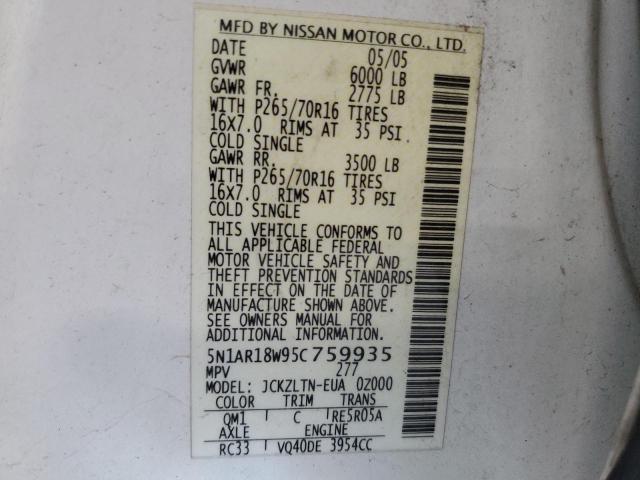 MFD BY NISSAN MOTOR CO., LTD.
DATE 05/05
GVWR 6000 LB
GAWR FR. 2775 LB
WITH P265/70R16 TIRES
16X7.0 RIMS AT 35 PSI
COLD SINGLE
GAWR RR. 3500 LB
WITH P265/70R16 TIRES
16X7.0 RIMS AT 35 PSI
COLD SINGLE
THIS VEHICLE CONFORMS TO
ALL APPLICABLE FEDERAL
MOTOR VEHICLE SAFETY AND
THEFT PREVENTION STANDARDS
IN EFFECT ON THE DATE OF
MANUFACTURE SHOWN ABOVE.
SEE OWNERS MANUAL FOR
ADDITIONAL INFORMATION.
5N1AR18W95C759935
MPV 277
MODEL: JCKZLTN-EUA 0Z000
COLOR TRIM TRANS
QM1 C RE5R05A
AXLE ENGINE
RC33 VQ40DE 3954CC